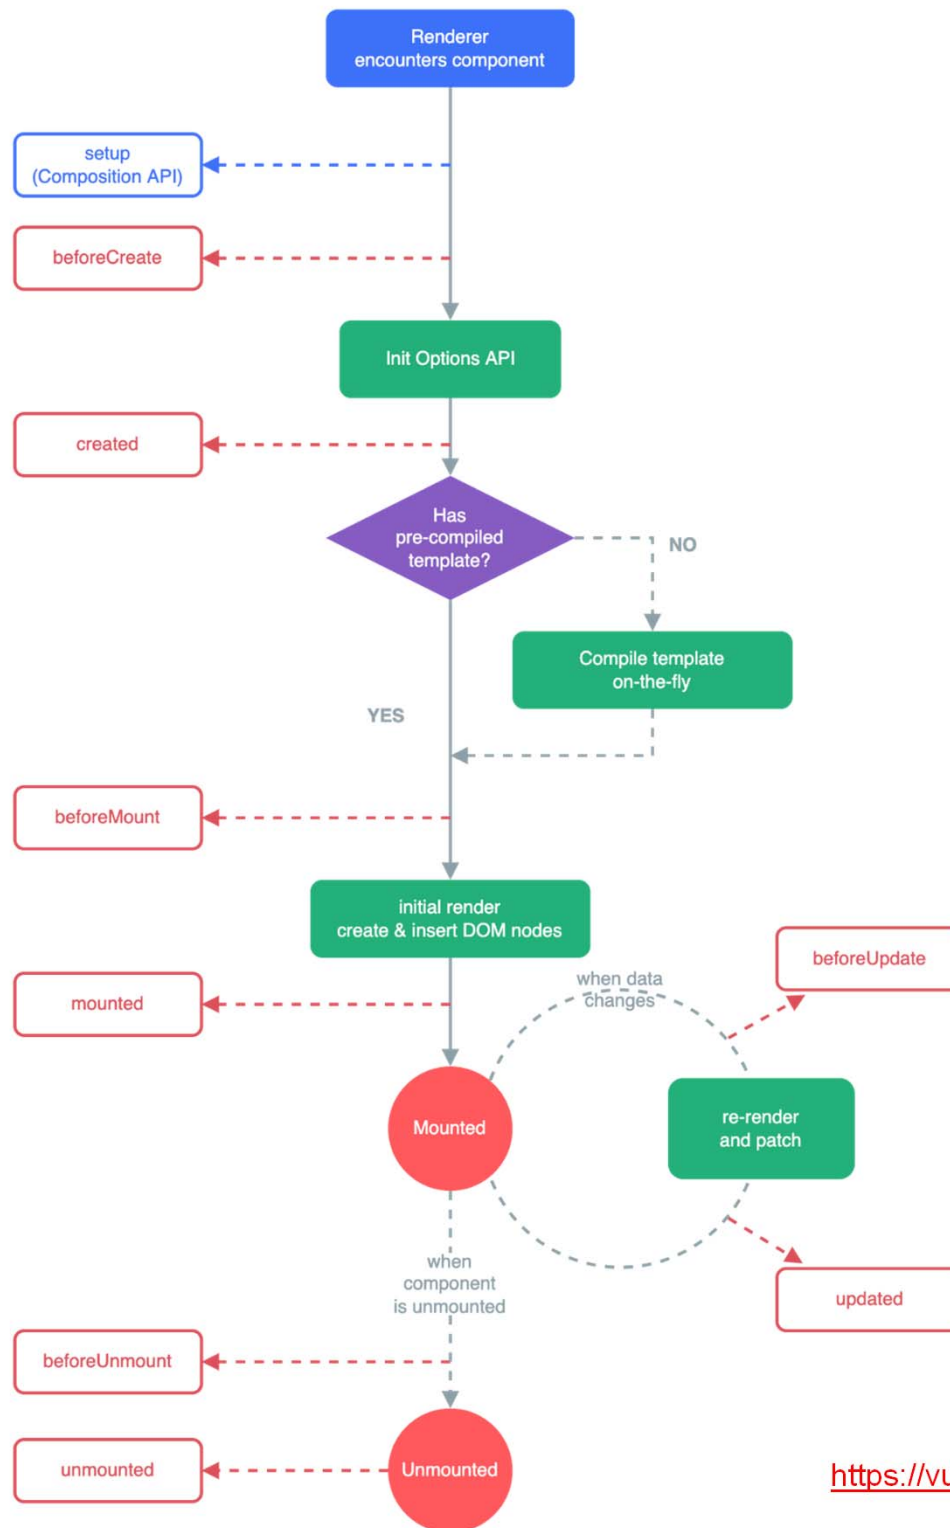 Renderer
encounters component
setup
(Composition API)
beforeCreate
Init Options API
created
Has
pre-compiled
template?
NO
Compile template
on-the-fly
YES
beforeMount
initial render
create & insert DOM nodes
mounted
when data
changes
beforeUpdate
Mounted
re-render
and patch
when
component
is unmounted
updated
beforeUnmount
unmounted
Unmounted
https://vu